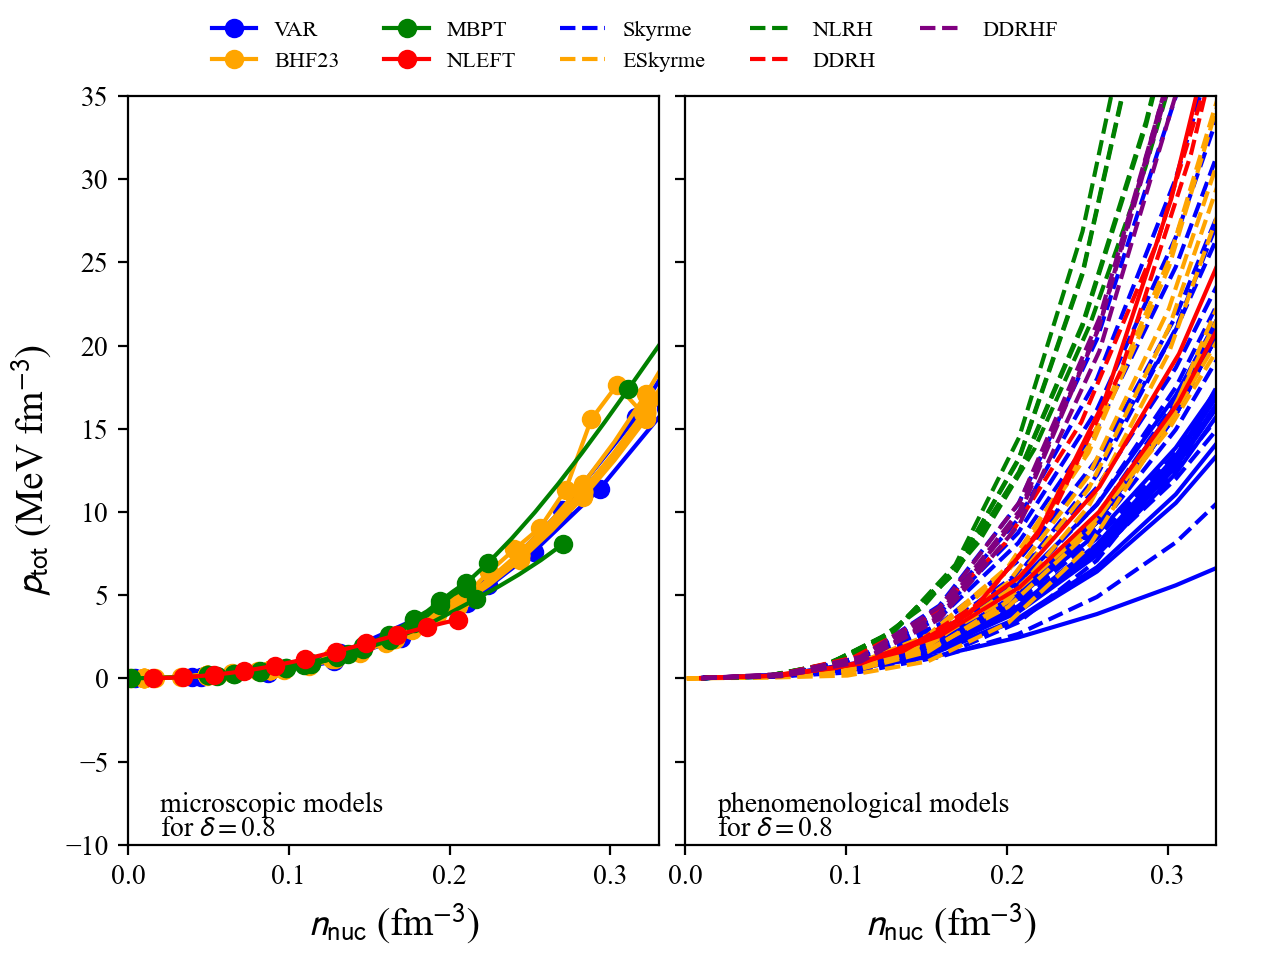 VAR MBPT Skyrme NLRH DDRHF
BHF23 NLEFT ESkyrme DDRH
35
30
25
20
15
10
5
0
−5
−10
p_tot (MeV fm⁻³)
microscopic models
for δ = 0.8
phenomenological models
for δ = 0.8
0.0 0.1 0.2 0.3
0.0 0.1 0.2 0.3
n_nuc (fm⁻³)
n_nuc (fm⁻³)